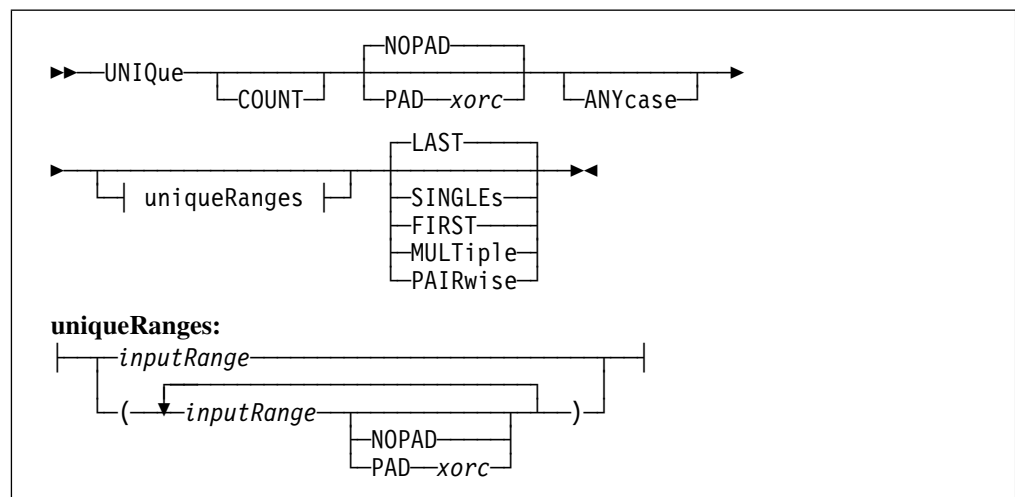 NOPAD
UNIQue COUNT PAD xorc ANYcase
LAST
uniqueRanges SINGLEs
FIRST
MULTiple
PAIRwise
uniqueRanges:
inputRange
( inputRange )
NOPAD
PAD xorc